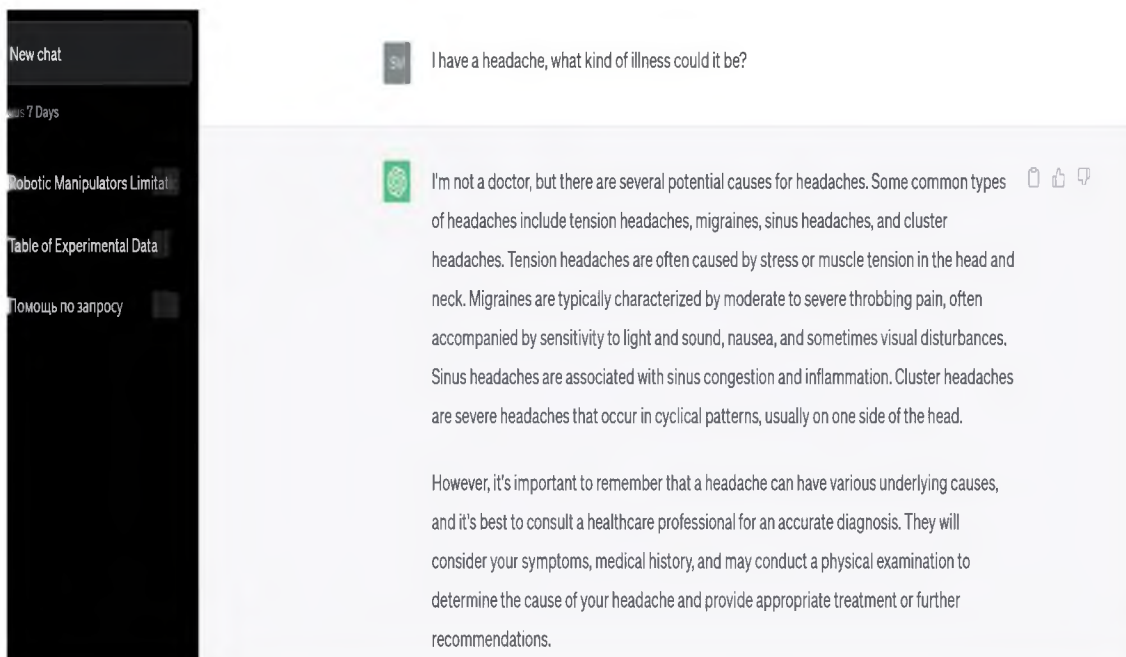 New chat
7 Days
Robotic Manipulators Limitati
Table of Experimental Data
Помощь по запросу
SM
I have a headache, what kind of illness could it be?
I'm not a doctor, but there are several potential causes for headaches. Some common types
of headaches include tension headaches, migraines, sinus headaches, and cluster
headaches. Tension headaches are often caused by stress or muscle tension in the head and
neck. Migraines are typically characterized by moderate to severe throbbing pain, often
accompanied by sensitivity to light and sound, nausea, and sometimes visual disturbances.
Sinus headaches are associated with sinus congestion and inflammation. Cluster headaches
are severe headaches that occur in cyclical patterns, usually on one side of the head.
However, it's important to remember that a headache can have various underlying causes,
and it's best to consult a healthcare professional for an accurate diagnosis. They will
consider your symptoms, medical history, and may conduct a physical examination to
determine the cause of your headache and provide appropriate treatment or further
recommendations.